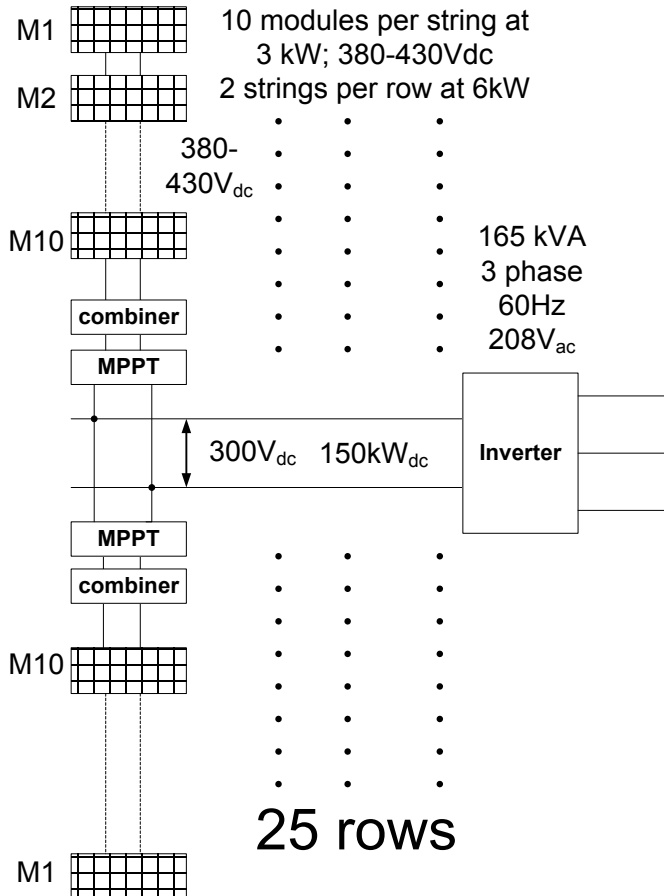 M1
10 modules per string at
3 kW; 380-430Vdc
2 strings per row at 6kW
M2
380-
430Vdc
M10
165 kVA
3 phase
60Hz
208Vac
combiner
MPPT
300Vdc 150kWdc
Inverter
MPPT
combiner
M10
25 rows
M1